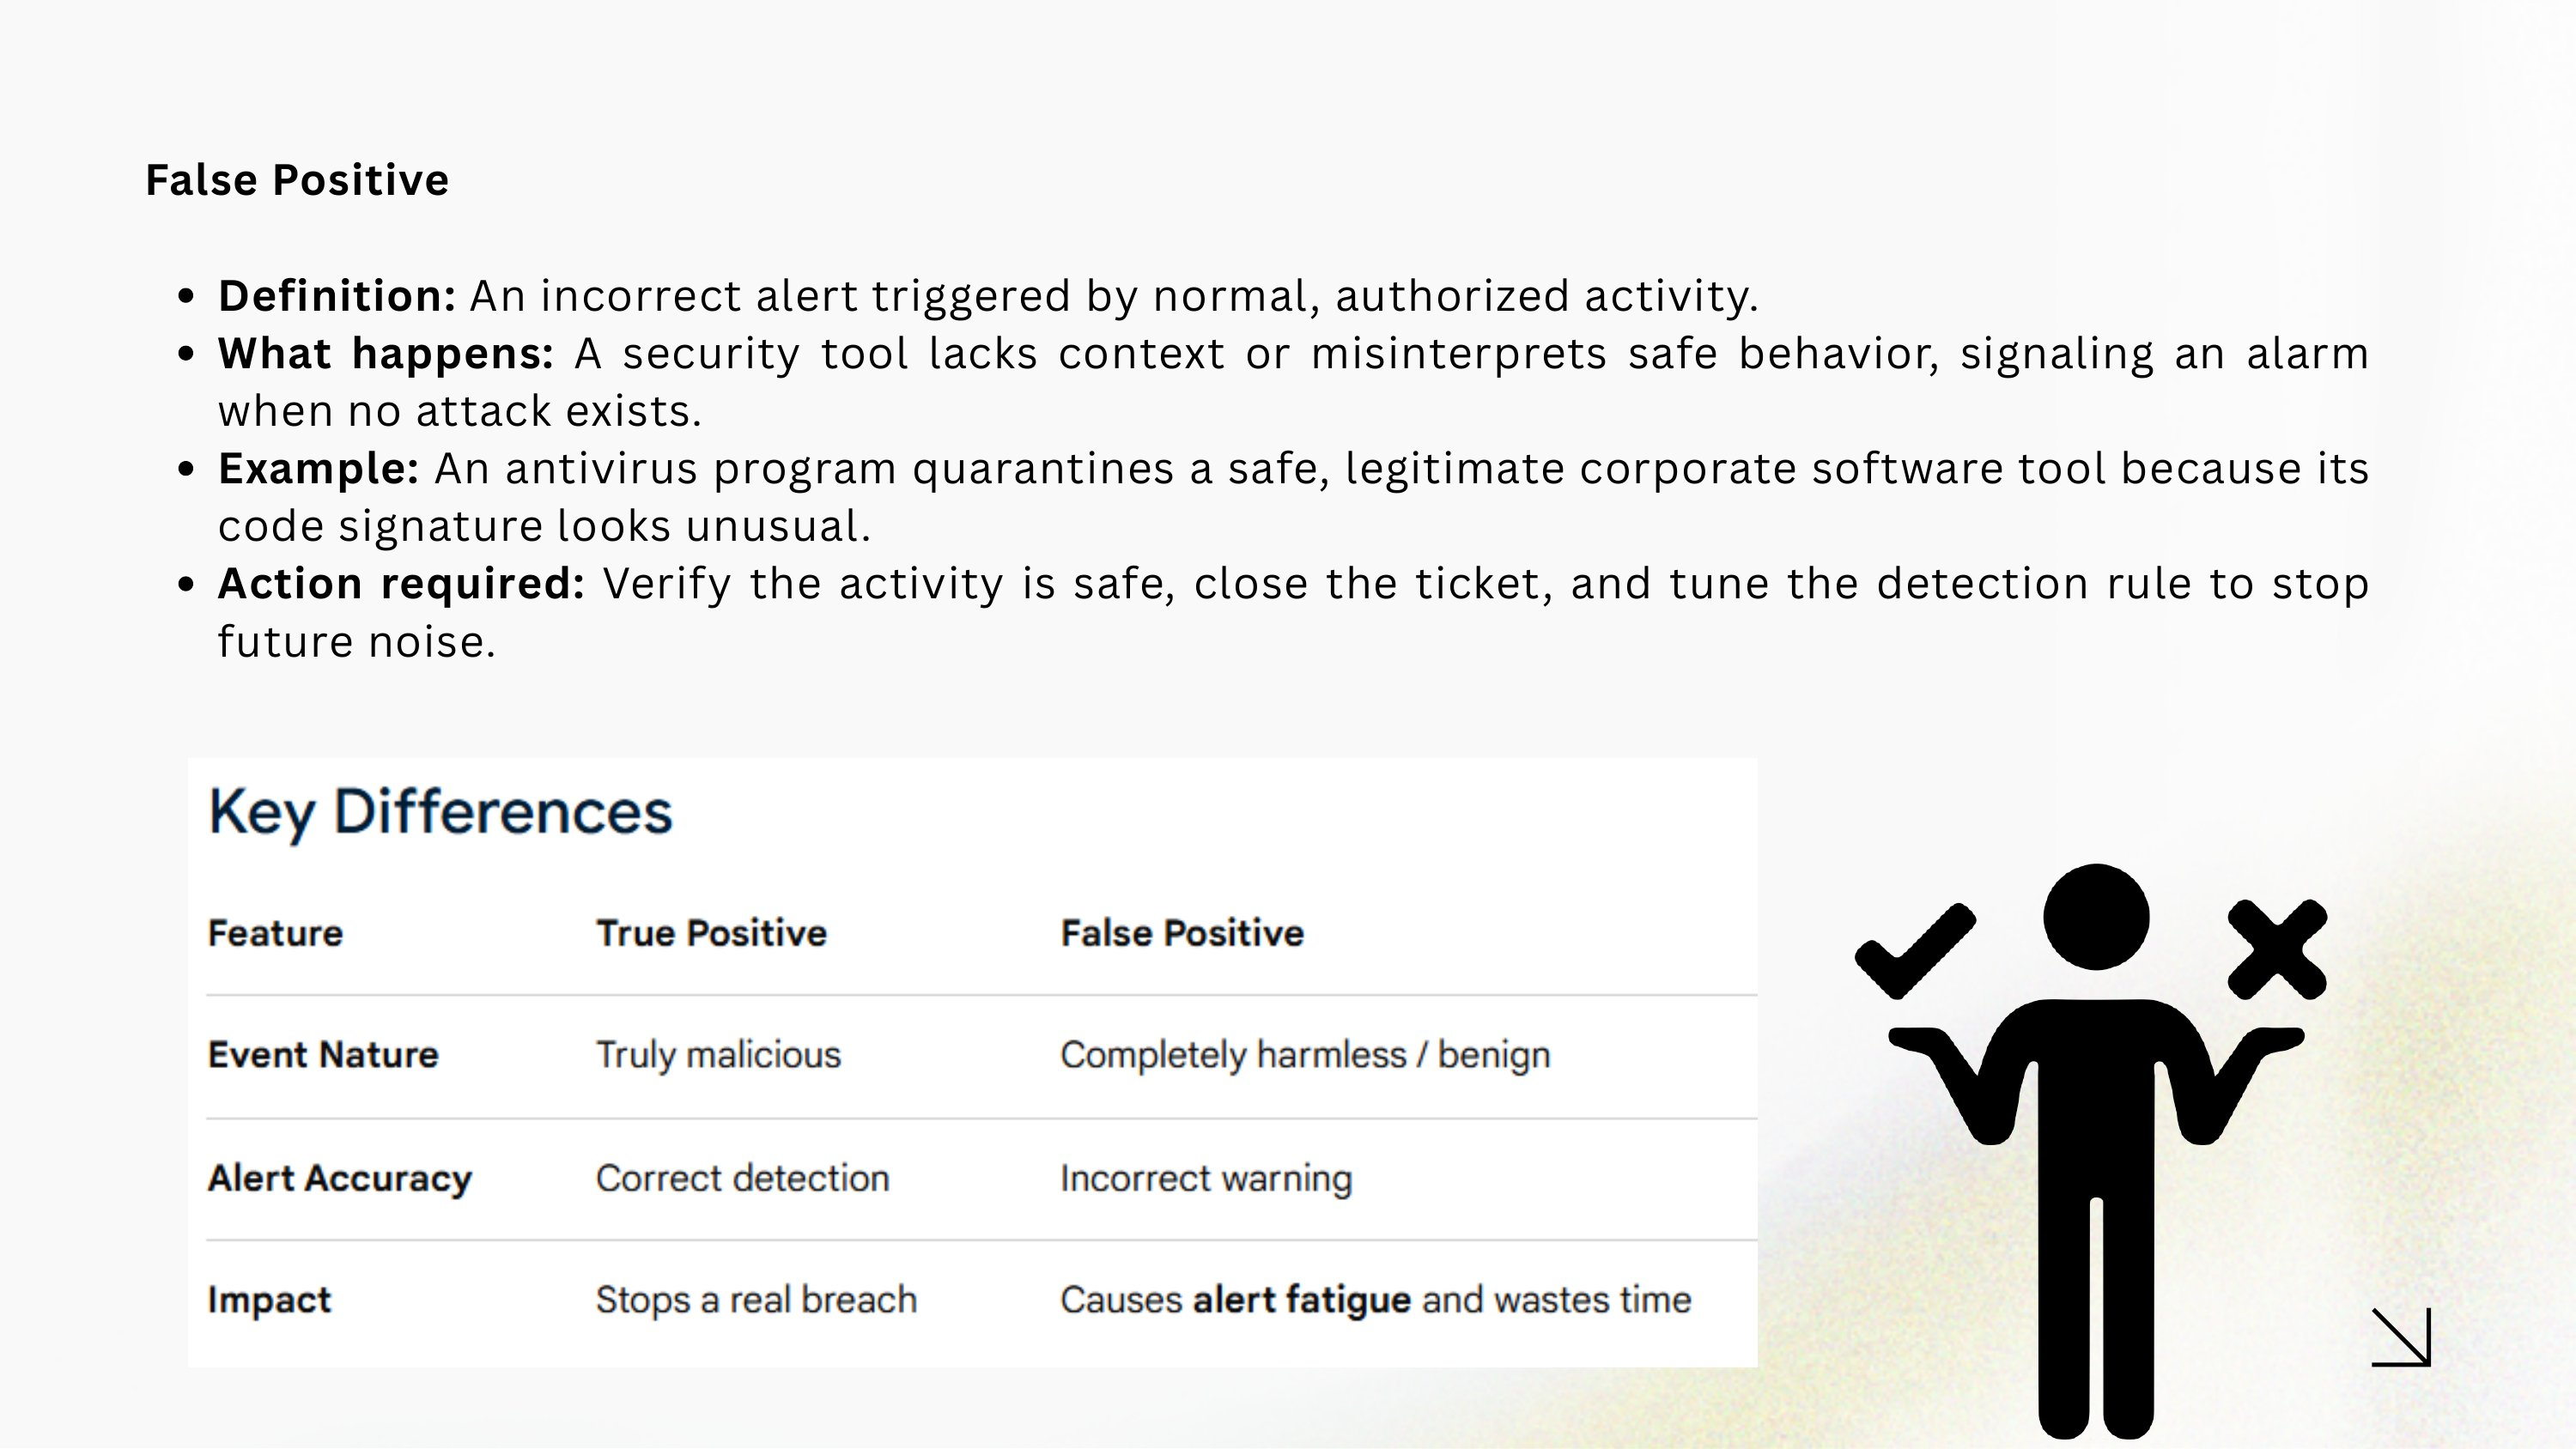 False Positive
• Definition: An incorrect alert triggered by normal, authorized activity.
• What happens: A security tool lacks context or misinterprets safe behavior, signaling an alarm
when no attack exists.
• Example: An antivirus program quarantines a safe, legitimate corporate software tool because its
code signature looks unusual.
• Action required: Verify the activity is safe, close the ticket, and tune the detection rule to stop
future noise.
Key Differences
Feature True Positive False Positive
Event Nature Truly malicious Completely harmless / benign
Alert Accuracy Correct detection Incorrect warning
Impact Stops a real breach Causes alert fatigue and wastes time